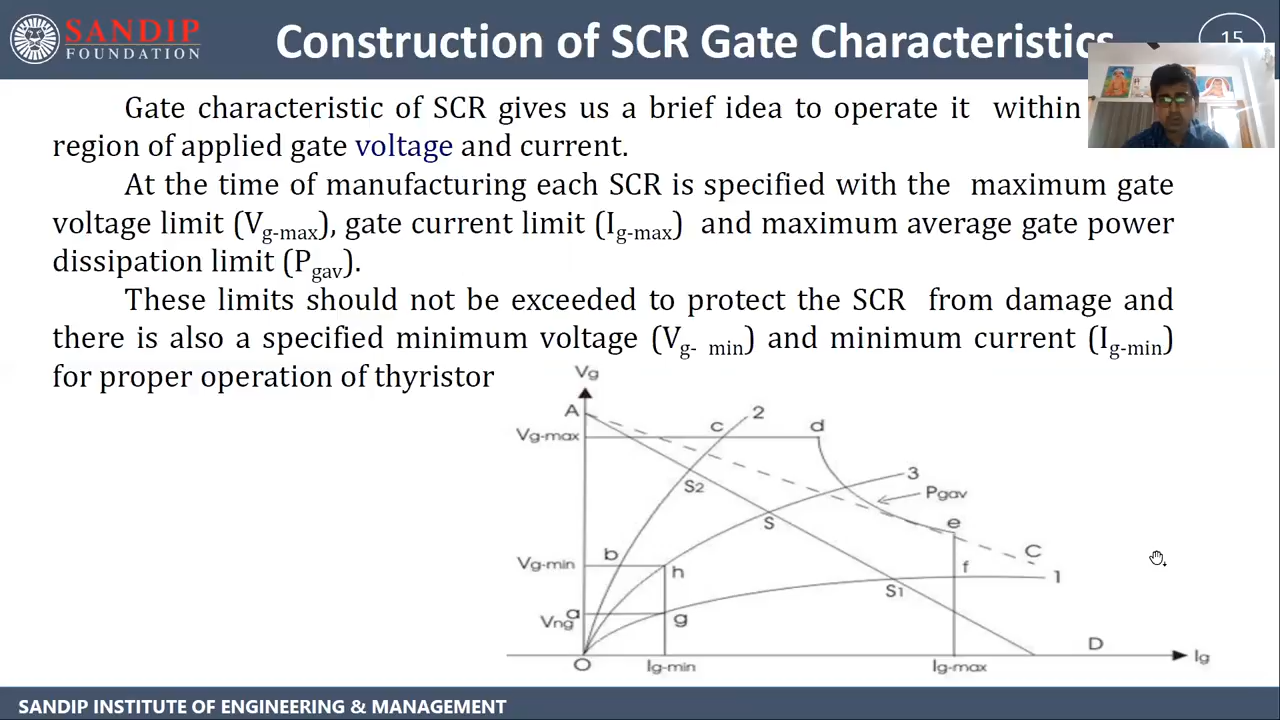 SANDIP
FOUNDATION
Construction of SCR Gate Characteristics
15
Gate characteristic of SCR gives us a brief idea to operate it within
region of applied gate voltage and current.
At the time of manufacturing each SCR is specified with the maximum gate
voltage limit (Vg-max), gate current limit (Ig-max) and maximum average gate power
dissipation limit (Pgav).
These limits should not be exceeded to protect the SCR from damage and
there is also a specified minimum voltage (Vg- min) and minimum current (Ig-min)
for proper operation of thyristor
Vg
A
2
c
d
Vg-max
3
S2
Pgav
S
e
C
b
Vg-min
h
f
1
S1
a
Vng
g
D
O
Ig-min
Ig-max
Ig
SANDIP INSTITUTE OF ENGINEERING & MANAGEMENT